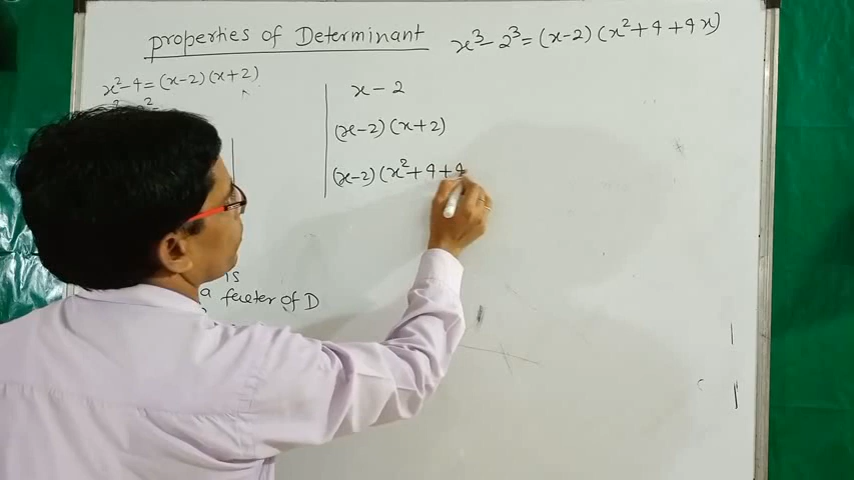 properties of Determinant
x³-2³=(x-2)(x²+4+4x)
x²-4=(x-2)(x+2)
x-2
(x-2)(x+2)
(x-2)(x²+4+4
is
a factor of D